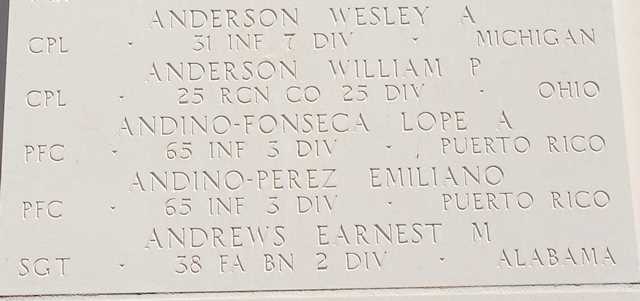 ANDERSON WESLEY A
CPL · 31 INF 7 DIV · MICHIGAN
ANDERSON WILLIAM P
CPL · 25 RCN CO 25 DIV · OHIO
ANDINO-FONSECA LOPE A
PFC · 65 INF 3 DIV · PUERTO RICO
ANDINO-PEREZ EMILIANO
PFC · 65 INF 3 DIV · PUERTO RICO
ANDREWS EARNEST M
SGT · 38 FA BN 2 DIV · ALABAMA